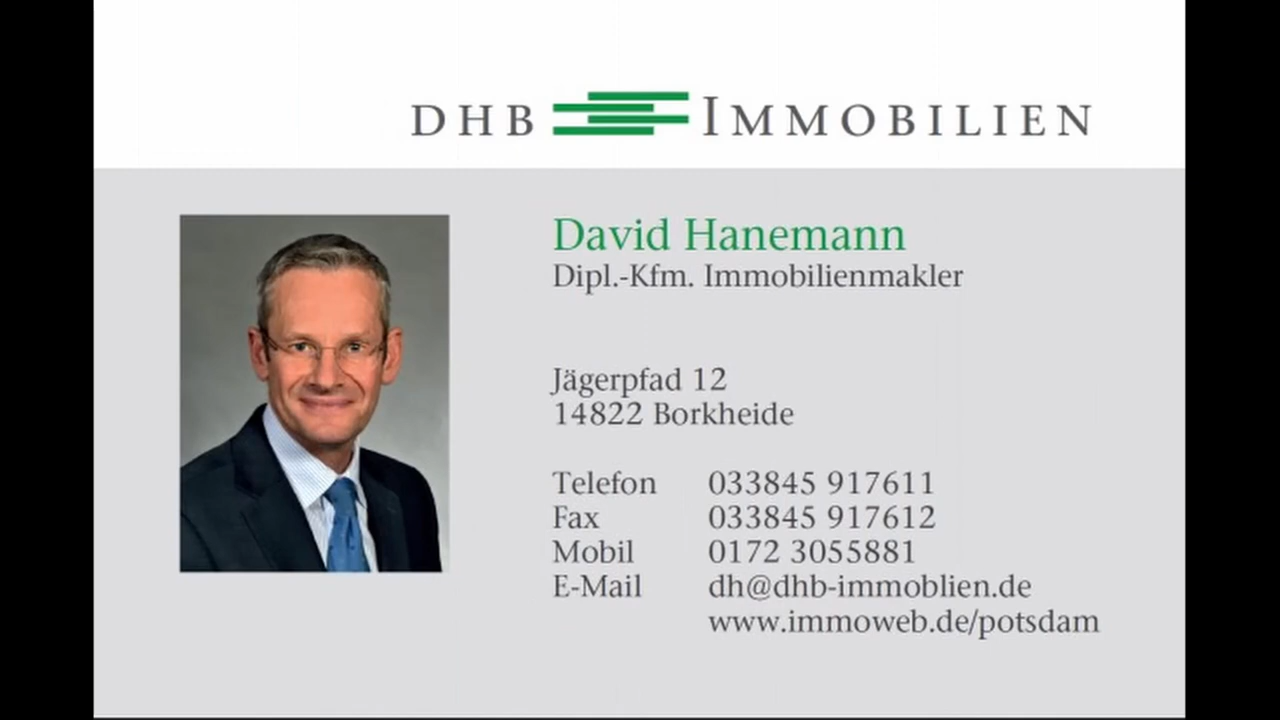 DHB IMMOBILIEN
David Hanemann
Dipl.-Kfm. Immobilienmakler
Jägerpfad 12
14822 Borkheide
Telefon 033845 917611
Fax 033845 917612
Mobil 0172 3055881
E-Mail dh@dhb-immoblien.de
www.immoweb.de/potsdam